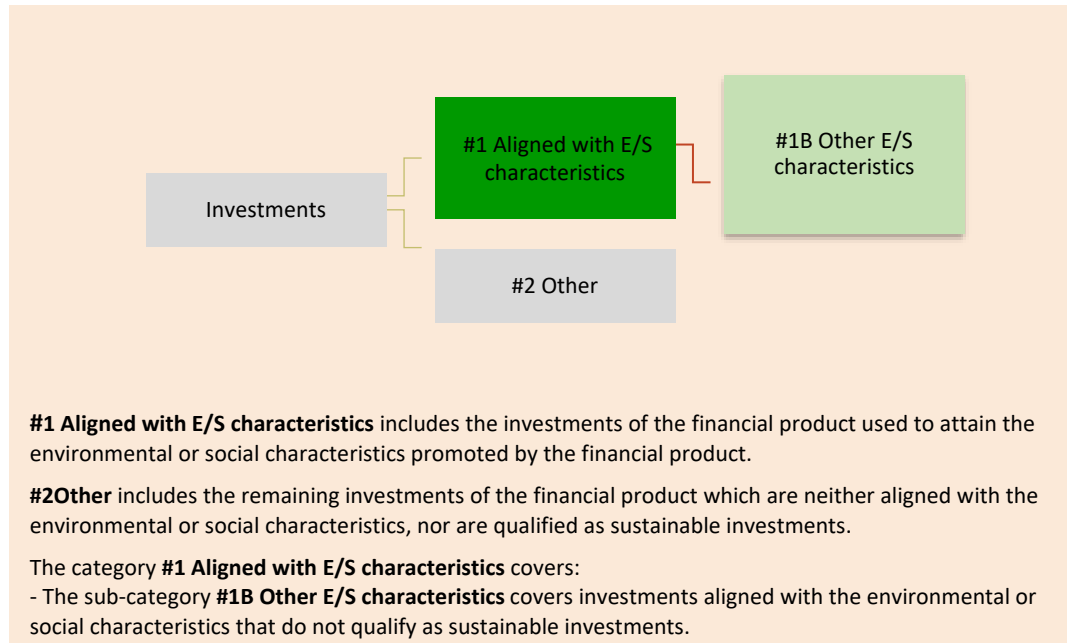 #1 Aligned with E/S
characteristics
#1B Other E/S
characteristics
Investments
#2 Other
#1 Aligned with E/S characteristics includes the investments of the financial product used to attain the
environmental or social characteristics promoted by the financial product.
#2Other includes the remaining investments of the financial product which are neither aligned with the
environmental or social characteristics, nor are qualified as sustainable investments.
The category #1 Aligned with E/S characteristics covers:
- The sub-category #1B Other E/S characteristics covers investments aligned with the environmental or
social characteristics that do not qualify as sustainable investments.